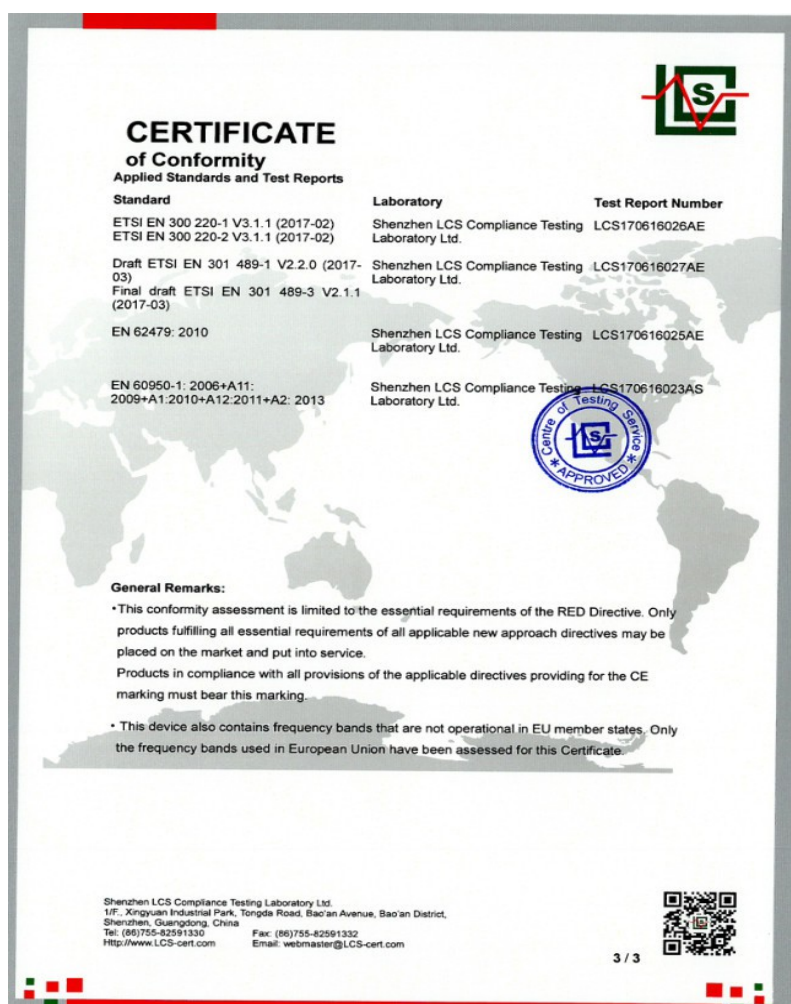 LCS
CERTIFICATE
of Conformity
Applied Standards and Test Reports
Standard Laboratory Test Report Number
ETSI EN 300 220-1 V3.1.1 (2017-02) Shenzhen LCS Compliance Testing LCS170616026AE
ETSI EN 300 220-2 V3.1.1 (2017-02) Laboratory Ltd.
Draft ETSI EN 301 489-1 V2.2.0 (2017- Shenzhen LCS Compliance Testing LCS170616027AE
03) Laboratory Ltd.
Final draft ETSI EN 301 489-3 V2.1.1
(2017-03)
EN 62479: 2010 Shenzhen LCS Compliance Testing LCS170616025AE
Laboratory Ltd.
EN 60950-1: 2006+A11: Shenzhen LCS Compliance Testing LCS170616023AS
2009+A1:2010+A12:2011+A2: 2013 Laboratory Ltd.
Centre of Testing Service
LCS
* APPROVED *
General Remarks:
•This conformity assessment is limited to the essential requirements of the RED Directive. Only
products fulfilling all essential requirements of all applicable new approach directives may be
placed on the market and put into service.
Products in compliance with all provisions of the applicable directives providing for the CE
marking must bear this marking.
• This device also contains frequency bands that are not operational in EU member states. Only
the frequency bands used in European Union have been assessed for this Certificate.
Shenzhen LCS Compliance Testing Laboratory Ltd.
1/F., Xingyuan Industrial Park, Tongda Road, Bao'an Avenue, Bao'an District,
Shenzhen, Guangdong, China
Tel: (86)755-82591330 Fax: (86)755-82591332
Http://www.LCS-cert.com Email: webmaster@LCS-cert.com
3 / 3